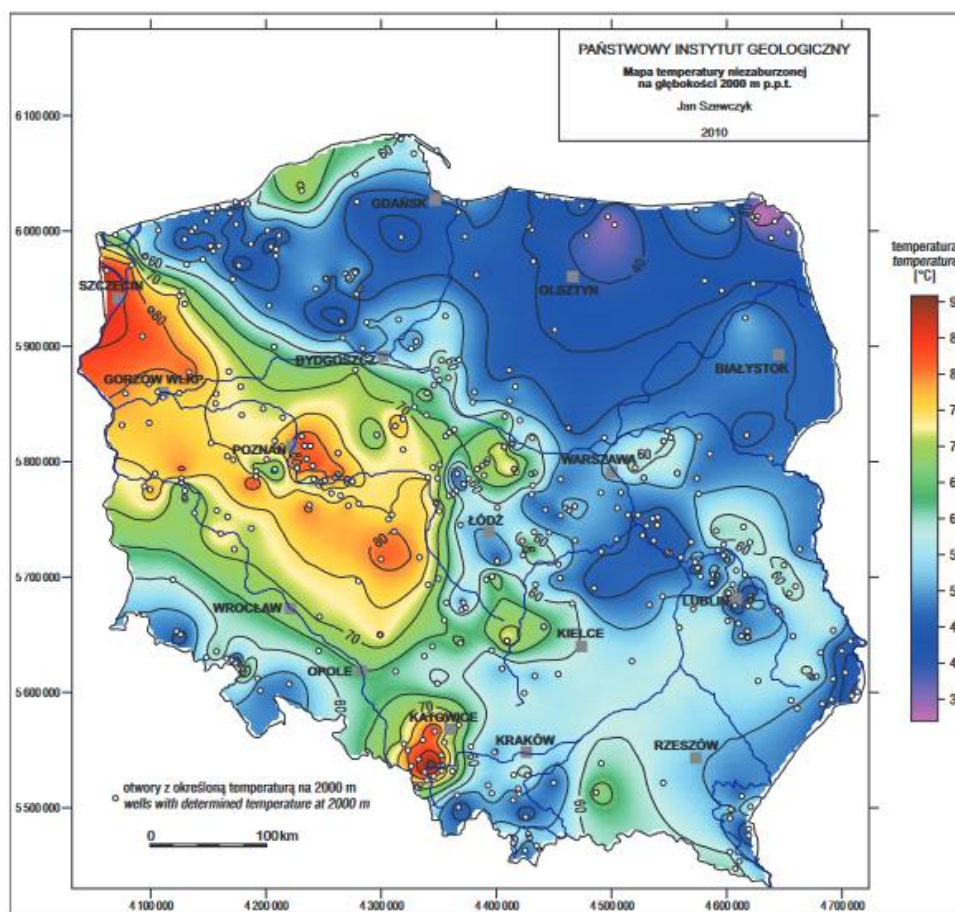 PAŃSTWOWY INSTYTUT GEOLOGICZNY
Mapa temperatury niezaburzonej
na głębokości 2000 m p.p.t.
Jan Szewczyk
2010
6 100 000
6 000 000
5 900 000
5 800 000
5 700 000
5 600 000
5 500 000
GDAŃSK
SZCZECIN
OLSZTYN
BYDGOSZCZ
BIAŁYSTOK
GORZÓW WLKP.
POZNAŃ
WARSZAWA
ŁÓDŹ
LUBLIN
WROCŁAW
KIELCE
OPOLE
KATOWICE
KRAKÓW
RZESZÓW
temperatura
temperature
[°C]
otwory z określoną temperaturą na 2000 m
wells with determined temperature at 2000 m
0 100 km
4 100 000 4 200 000 4 300 000 4 400 000 4 500 000 4 600 000 4 700 000